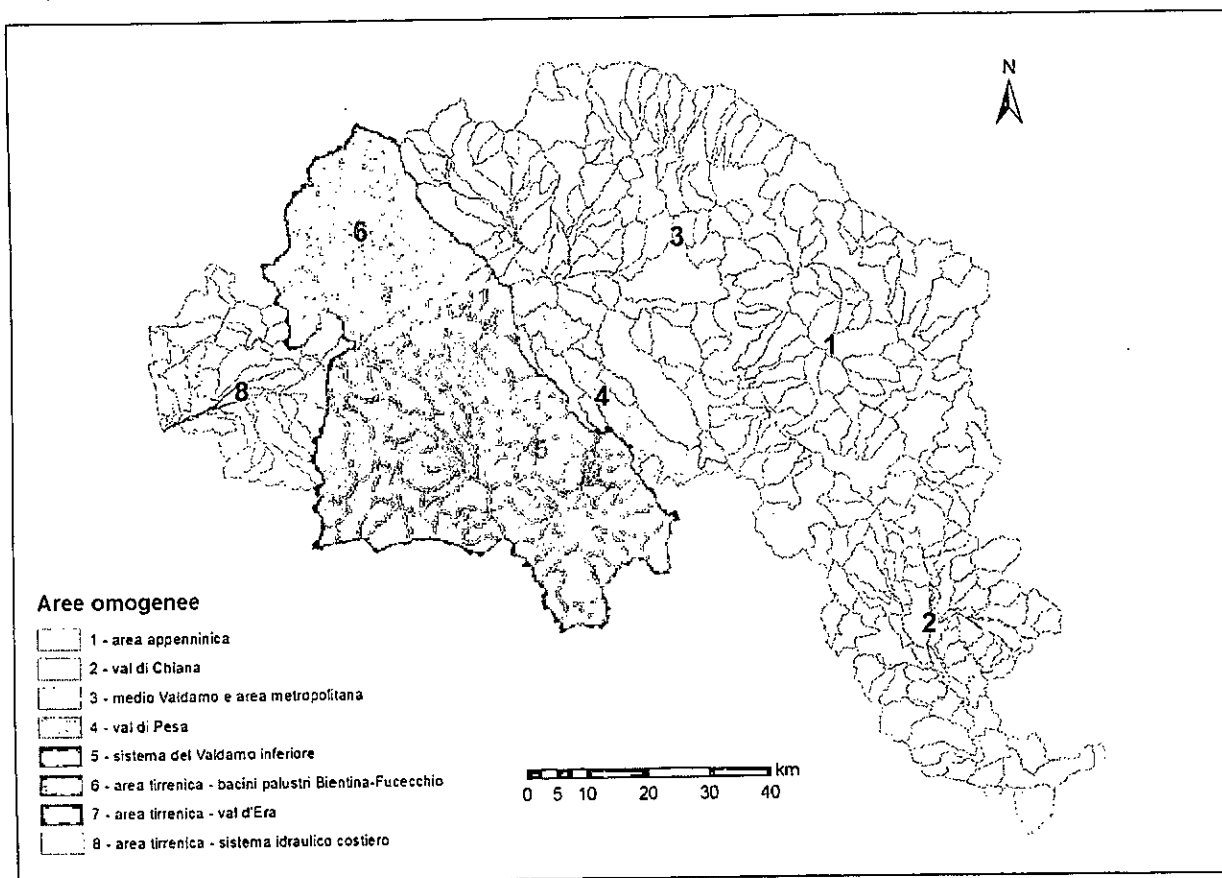 N
6
3
1
8
4
5
2
Aree omogenee
1 - area appenninica
2 - val di Chiana
3 - medio Valdarno e area metropolitana
4 - val di Pesa
5 - sistema del Valdarno inferiore
6 - area tirrenica - bacini palustri Bientina-Fucecchio
7 - area tirrenica - val d'Era
8 - area tirrenica - sistema idraulico costiero
km
0 5 10 20 30 40